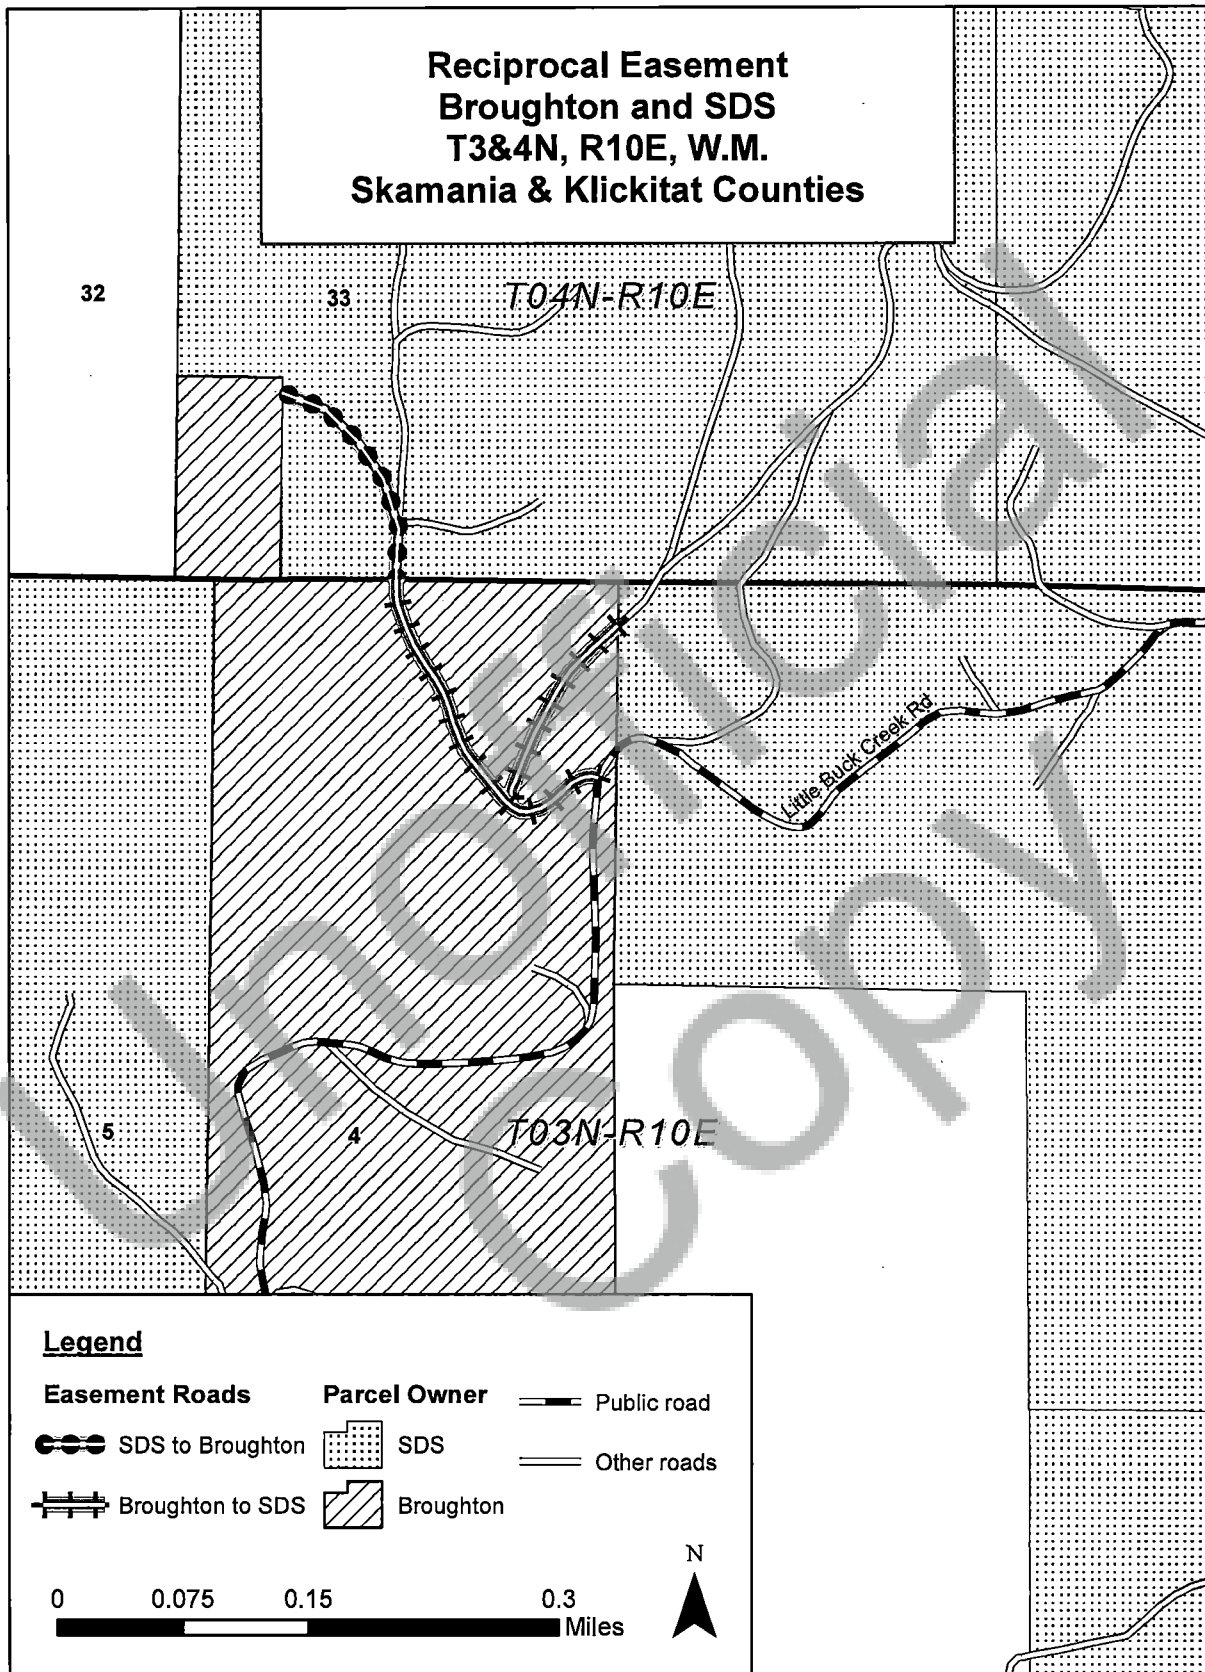 Reciprocal Easement
Broughton and SDS
T3&4N, R10E, W.M.
Skamania & Klickitat Counties
32
33
T04N-R10E
Little Buck Creek Rd
5
4
T03N-R10E
Unofficial
Copy
Legend
Easement Roads
SDS to Broughton
Broughton to SDS
Parcel Owner
SDS
Broughton
Public road
Other roads
N
0 0.075 0.15 0.3
Miles